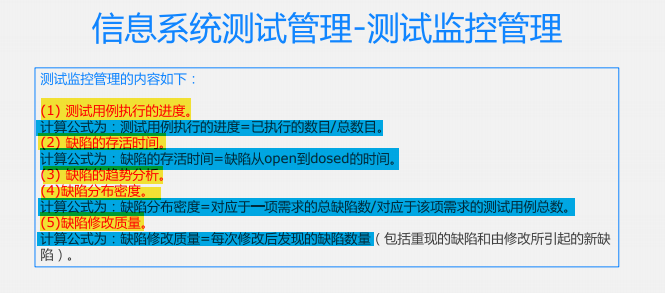 信息系统测试管理-测试监控管理
测试监控管理的内容如下：
(1) 测试用例执行的进度。
计算公式为：测试用例执行的进度=已执行的数目/总数目。
(2) 缺陷的存活时间。
计算公式为：缺陷的存活时间=缺陷从open到dosed的时间。
(3) 缺陷的趋势分析。
(4)缺陷分布密度。
计算公式为：缺陷分布密度=对应于一项需求的总缺陷数/对应于该项需求的测试用例总数。
(5)缺陷修改质量。
计算公式为：缺陷修改质量=每次修改后发现的缺陷数量（包括重现的缺陷和由修改所引起的新缺
陷）。